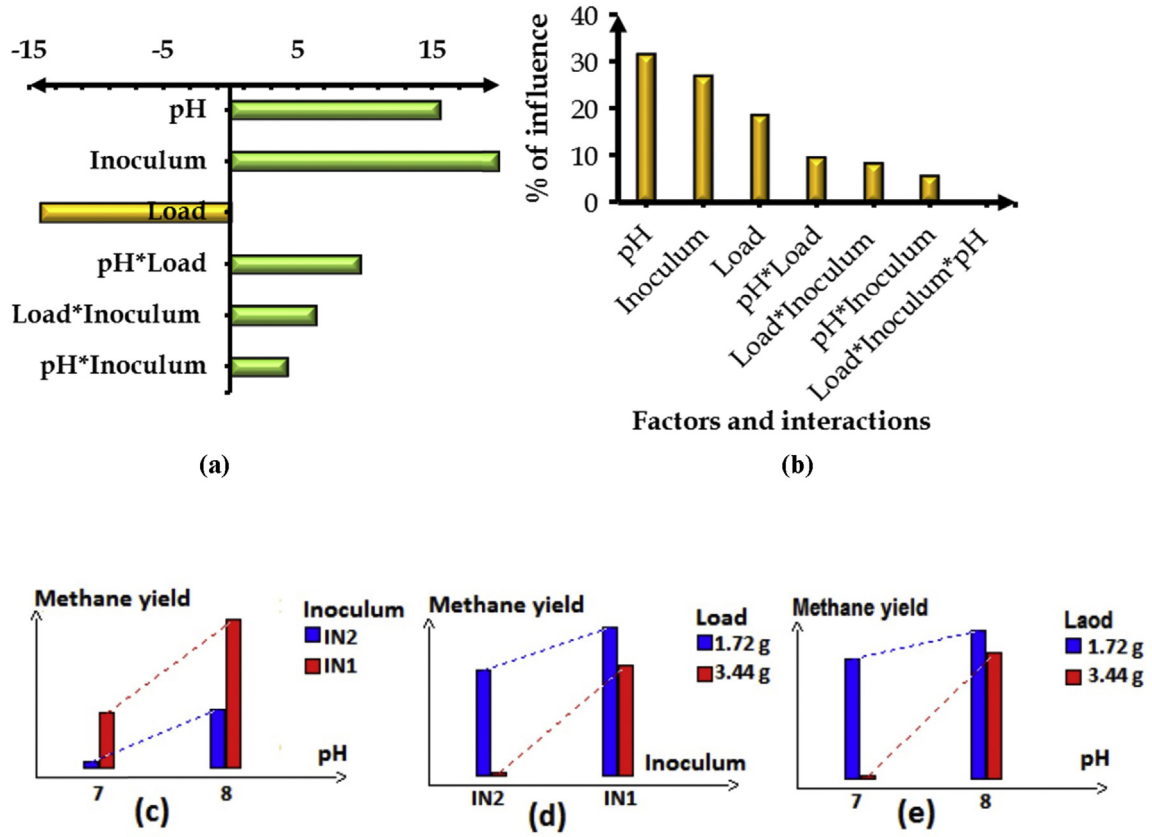 -15 -5 5 15
pH
Inoculum
Load
pH*Load
Load*Inoculum
pH*Inoculum
(a)
% of influence
40
30
20
10
0
pH
Inoculum
Load
pH*Load
Load*Inoculum
pH*Inoculum
Load*Inoculum*pH
Factors and interactions
(b)
Methane yield
Inoculum
IN2
IN1
pH
7 8
(c)
Methane yield
Load
1.72 g
3.44 g
Inoculum
IN2 IN1
(d)
Methane yield
Laod
1.72 g
3.44 g
pH
7 8
(e)